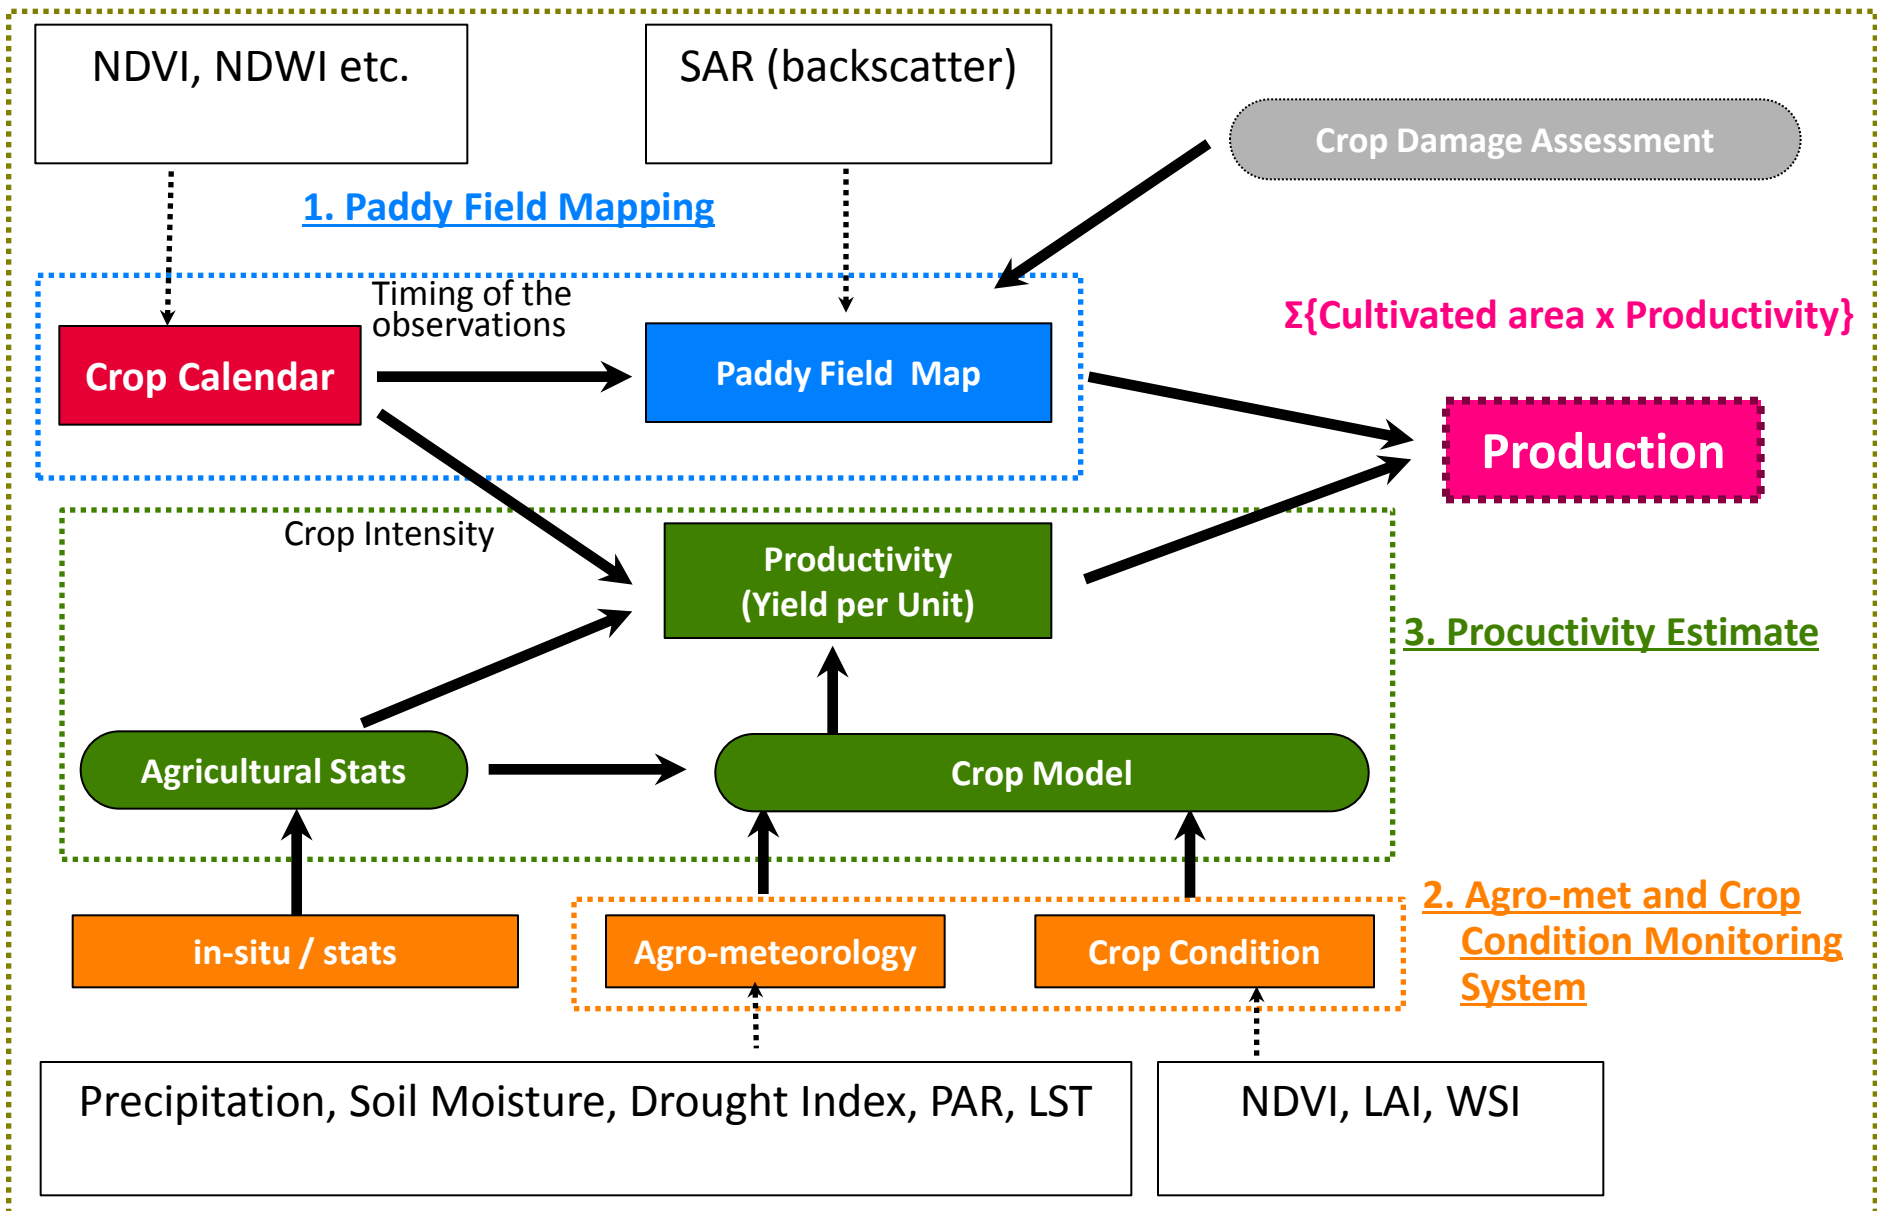 NDVI, NDWI etc.
SAR (backscatter)
Crop Damage Assessment
1. Paddy Field Mapping
Timing of the
observations
Σ{Cultivated area x Productivity}
Crop Calendar
Paddy Field Map
Production
Crop Intensity
Productivity
(Yield per Unit)
3. Procuctivity Estimate
Agricultural Stats
Crop Model
2. Agro-met and Crop
Condition Monitoring
System
in-situ / stats
Agro-meteorology
Crop Condition
Precipitation, Soil Moisture, Drought Index, PAR, LST
NDVI, LAI, WSI